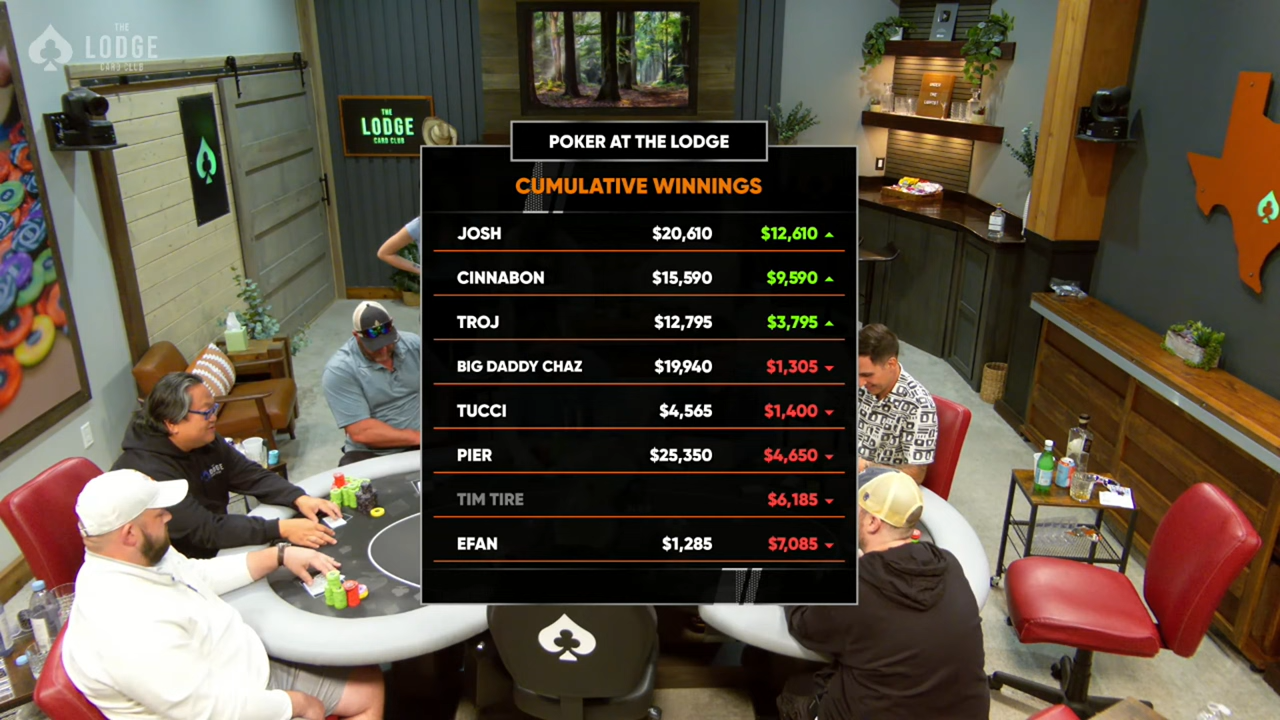 THE
LODGE
CARD CLUB
THE
LODGE
CARD CLUB
POKER AT THE LODGE
CUMULATIVE WINNINGS
JOSH $20,610 $12,610
CINNABON $15,590 $9,590
TROJ $12,795 $3,795
BIG DADDY CHAZ $19,940 $1,305
TUCCI $4,565 $1,400
PIER $25,350 $4,650
TIM TIRE $6,185
EFAN $1,285 $7,085